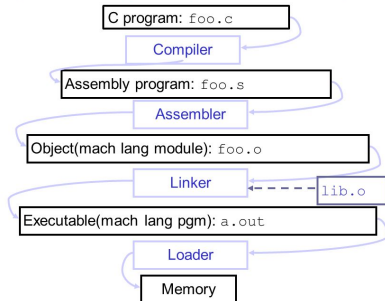 C program: foo.c
Compiler
Assembly program: foo.s
Assembler
Object(mach lang module): foo.o
Linker
lib.o
Executable(mach lang pgm): a.out
Loader
Memory